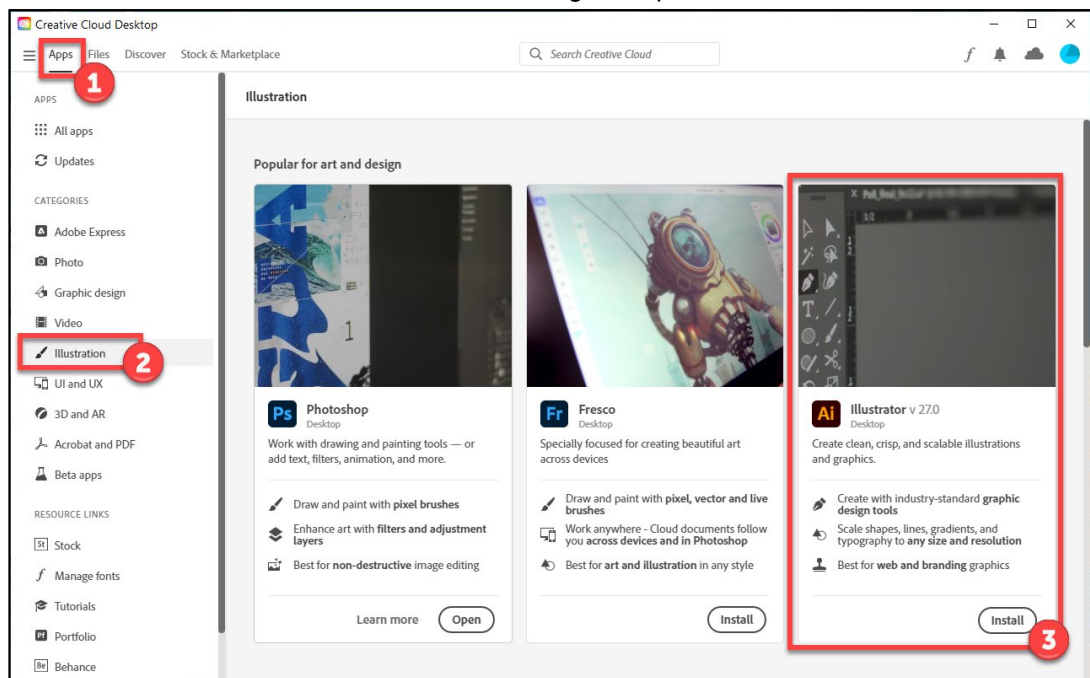 Creative Cloud Desktop
Apps Files Discover Stock & Marketplace
Search Creative Cloud
1
APPS
All apps
Updates
CATEGORIES
Adobe Express
Photo
Graphic design
Video
Illustration
2
UI and UX
3D and AR
Acrobat and PDF
Beta apps
RESOURCE LINKS
St Stock
Manage fonts
Tutorials
Pf Portfolio
Be Behance
Illustration
Popular for art and design
1
Ps Photoshop
Desktop
Work with drawing and painting tools — or
add text, filters, animation, and more.
Draw and paint with pixel brushes
Enhance art with filters and adjustment
layers
Best for non-destructive image editing
Learn more Open
Fr Fresco
Desktop
Specially focused for creating beautiful art
across devices
Draw and paint with pixel, vector and live
brushes
Work anywhere - Cloud documents follow
you across devices and in Photoshop
Best for art and illustration in any style
Install
Ai Illustrator v 27.0
Desktop
Create clean, crisp, and scalable illustrations
and graphics.
Create with industry-standard graphic
design tools
Scale shapes, lines, gradients, and
typography to any size and resolution
Best for web and branding graphics
Install
3